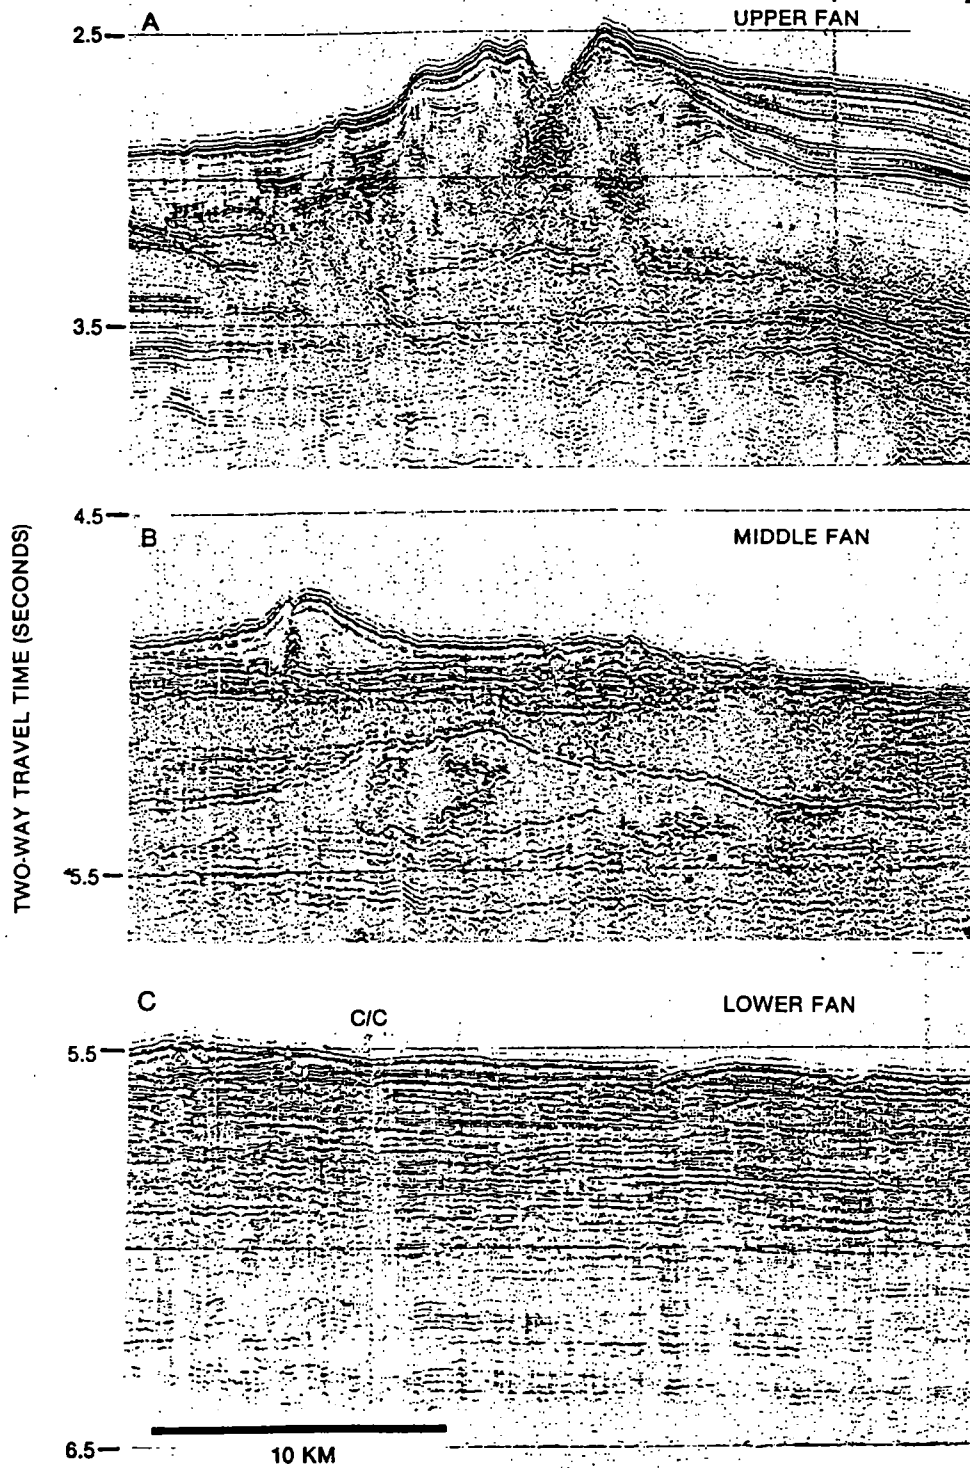 A
UPPER FAN
2.5
3.5
TWO-WAY TRAVEL TIME (SECONDS)
4.5
B
MIDDLE FAN
5.5
C
C/C
LOWER FAN
5.5
10 KM
6.5